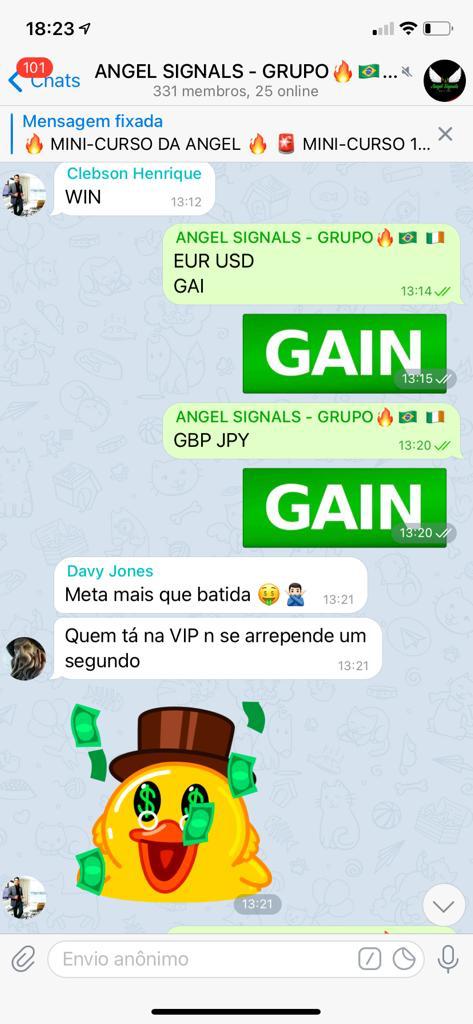 18:23
101
Chats
ANGEL SIGNALS - GRUPO🔥🇧🇷...
331 membros, 25 online
Mensagem fixada
🔥 MINI-CURSO DA ANGEL 🔥 🚨 MINI-CURSO 1...
Clebson Henrique
WIN
13:12
ANGEL SIGNALS - GRUPO🔥 🇧🇷 🇮🇪
EUR USD
GAI
13:14
GAIN
13:15
ANGEL SIGNALS - GRUPO🔥 🇧🇷 🇮🇪
GBP JPY
13:20
GAIN
13:20
Davy Jones
Meta mais que batida 🤑 🙅🏻‍♂️
13:21
Quem tá na VIP n se arrepende um
segundo
13:21
$ $
13:21
Envio anônimo